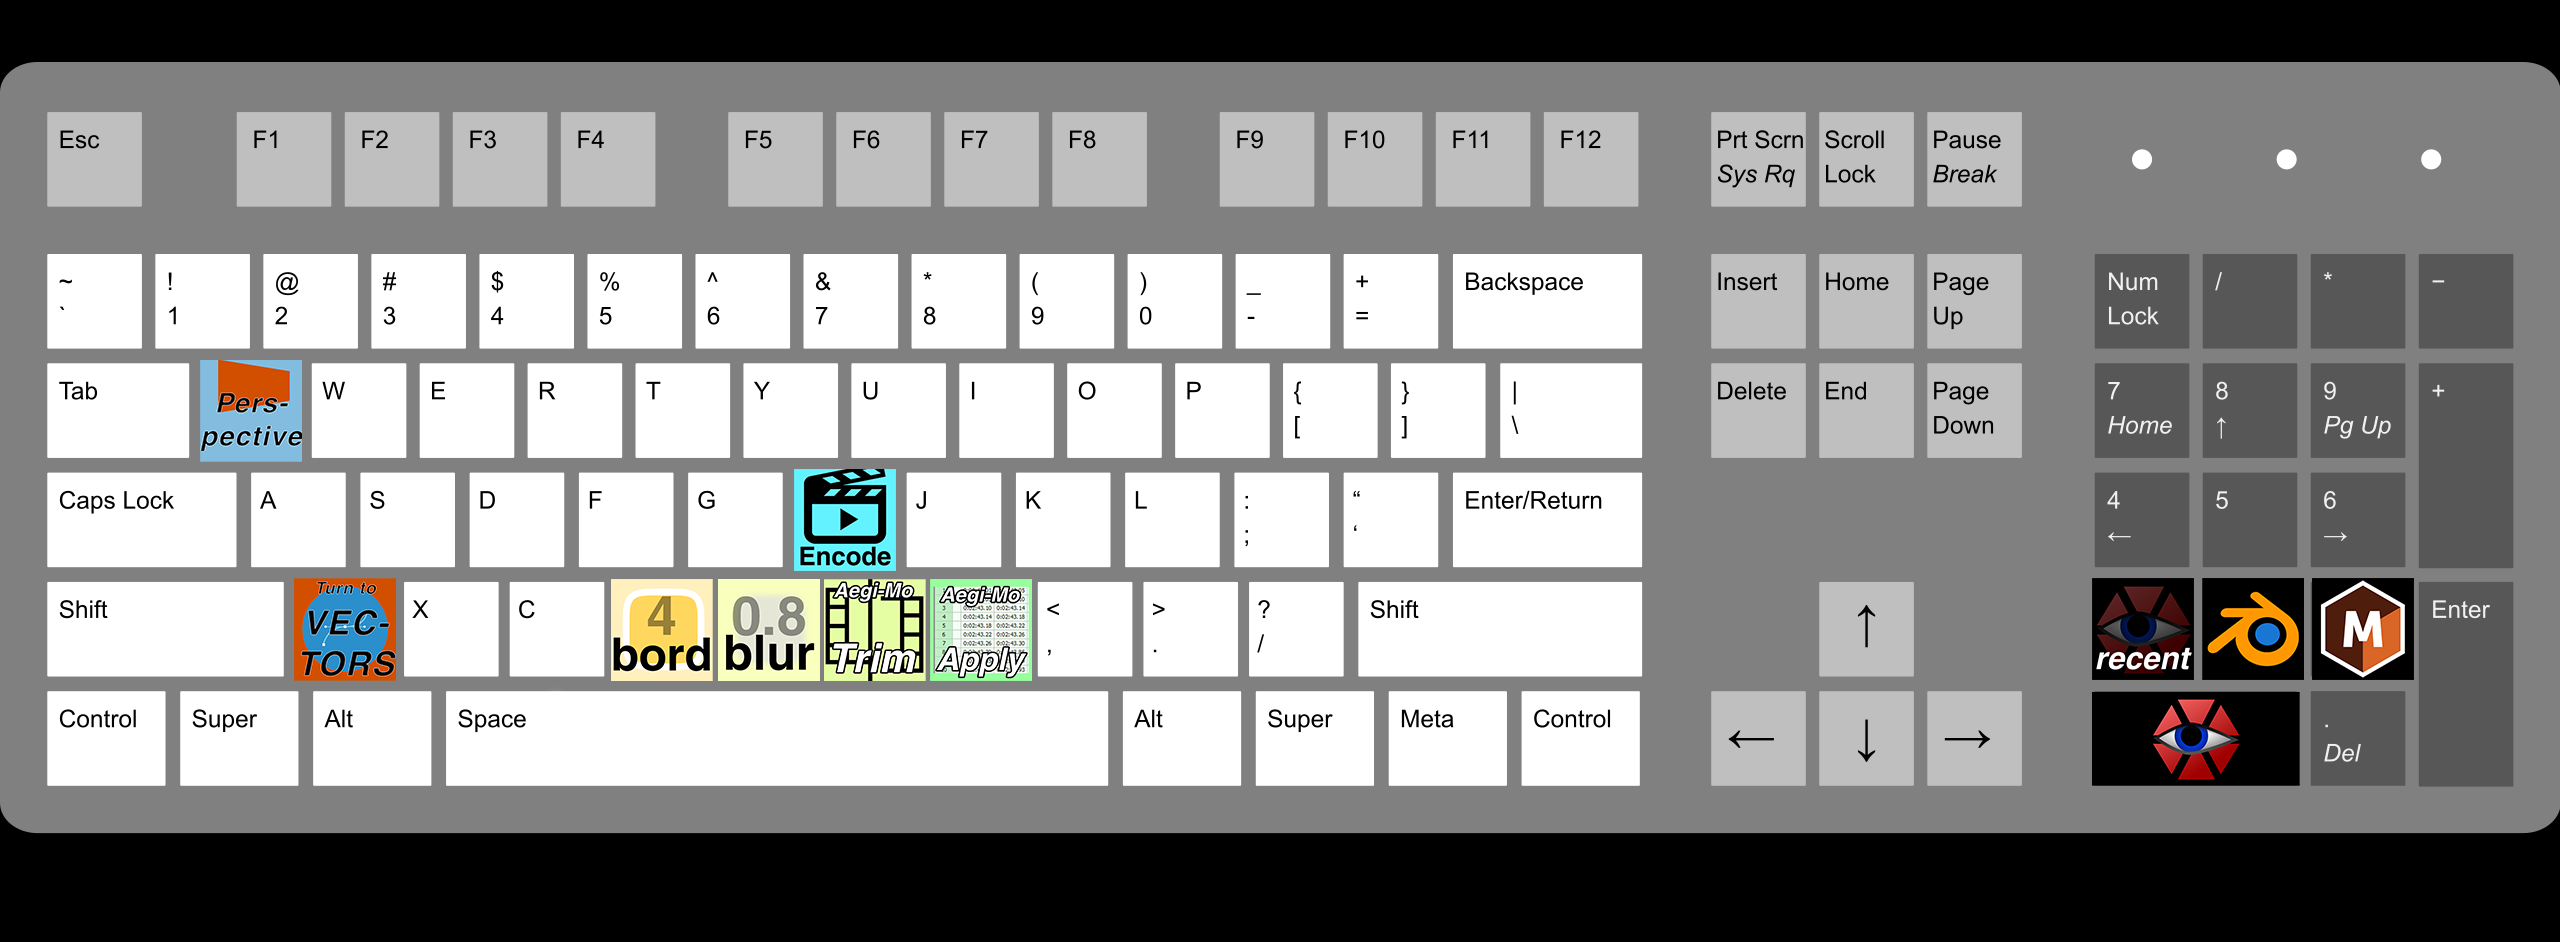 Esc F1 F2 F3 F4 F5 F6 F7 F8 F9 F10 F11 F12 Prt Scrn Scroll Pause
Sys Rq Lock Break
~ ! @ # $ % ^ & * ( ) _ + Backspace Insert Home Page Num / * −
` 1 2 3 4 5 6 7 8 9 0 - = Up Lock
Tab Pers- W E R T Y U I O P { } | Delete End Page 7 8 9 +
pective [ ] \ Down Home ↑ Pg Up
Caps Lock A S D F G J K L : “ Enter/Return 4 5 6
; ‘ ← →
Encode
Shift Turn to X C 4 0.8 Aegi-Mo Aegi-Mo < > ? Shift ↑ M Enter
VEC- , . /
TORS bord blur Trim Apply recent
Control Super Alt Space Alt Super Meta Control ← ↓ → .
Del